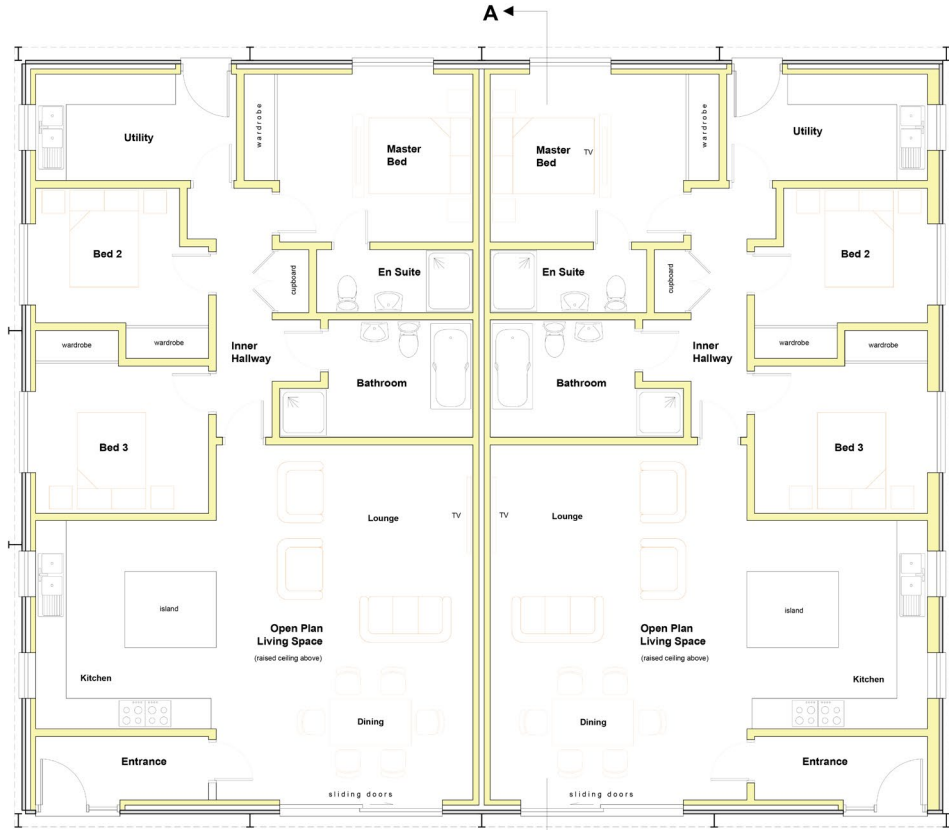 A
Utility
wardrobe
Master
Bed
Master
Bed
TV
wardrobe
Utility
Bed 2
cupboard
En Suite
En Suite
cupboard
Bed 2
wardrobe
wardrobe
Inner
Hallway
Bathroom
Bathroom
Inner
Hallway
wardrobe
wardrobe
Bed 3
Bed 3
Lounge
TV
TV
Lounge
island
Open Plan
Living Space
(raised ceiling above)
Open Plan
Living Space
(raised ceiling above)
island
Kitchen
Kitchen
Dining
Dining
Entrance
Entrance
sliding doors
sliding doors